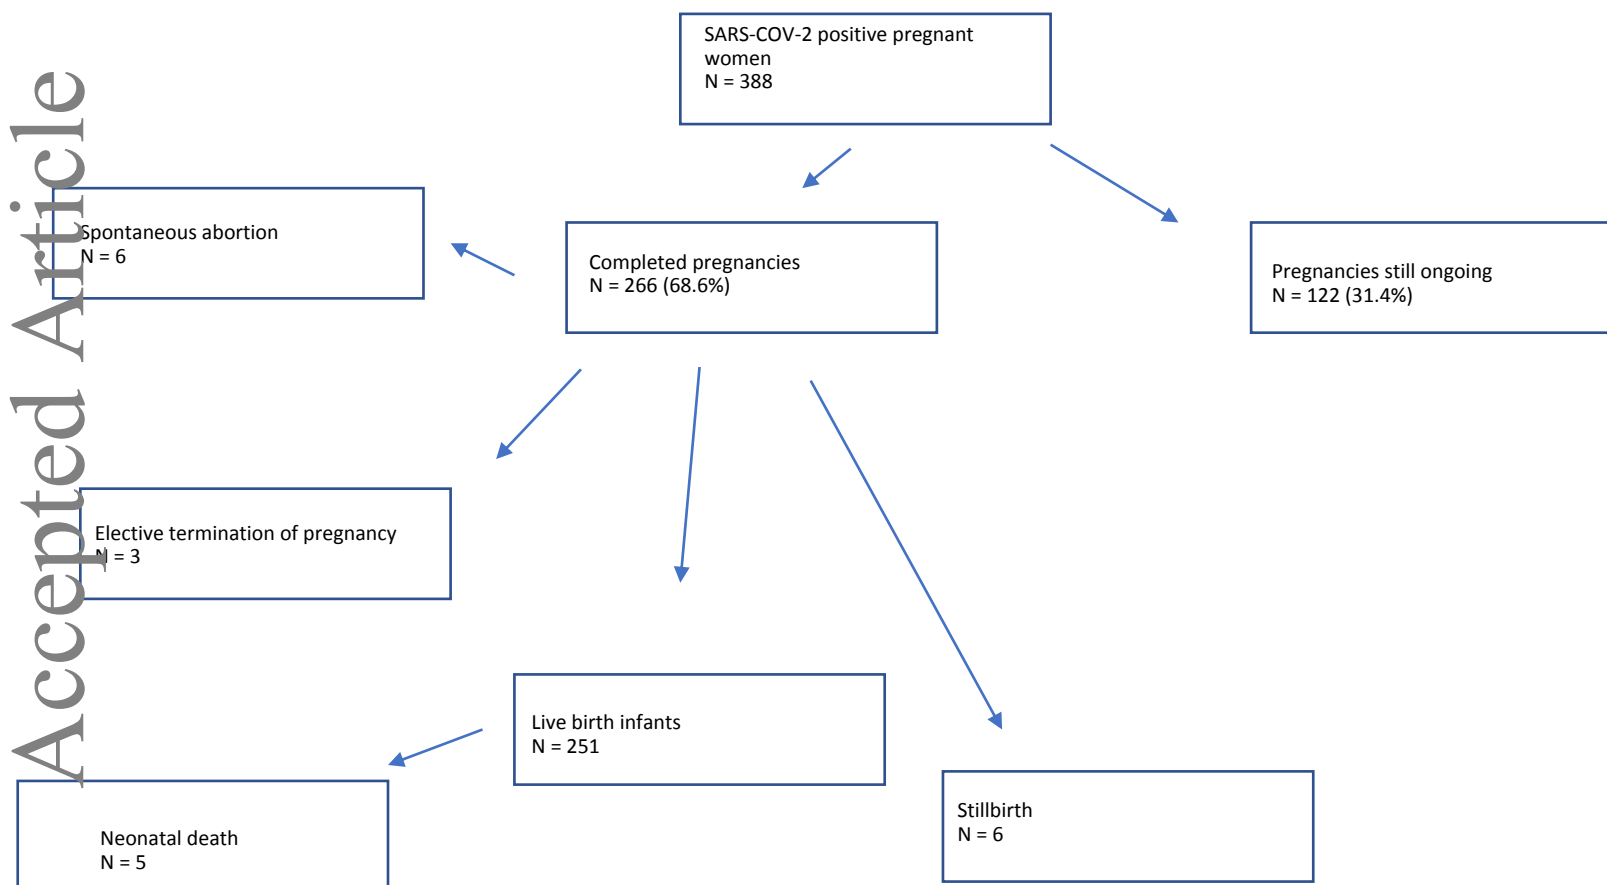 SARS-COV-2 positive pregnant
women
N = 388
Spontaneous abortion
N = 6
Completed pregnancies
N = 266 (68.6%)
Pregnancies still ongoing
N = 122 (31.4%)
Elective termination of pregnancy
N = 3
Live birth infants
N = 251
Stillbirth
N = 6
Neonatal death
N = 5
Accepted Article